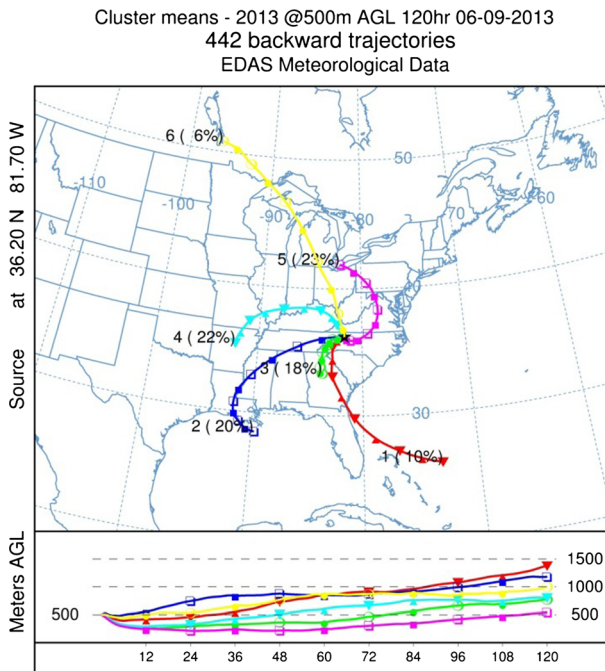 Cluster means - 2013 @500m AGL 120hr 06-09-2013
442 backward trajectories
EDAS Meteorological Data
Source at 36.20 N 81.70 W
6 ( 6%)
50
-110
-100
-90
-80
-70
-60
5 ( 23%)
40
4 ( 22%)
3 ( 18%)
2 ( 20%)
30
1 ( 10%)
Meters AGL
1500
1000
500
500
12 24 36 48 60 72 84 96 108 120